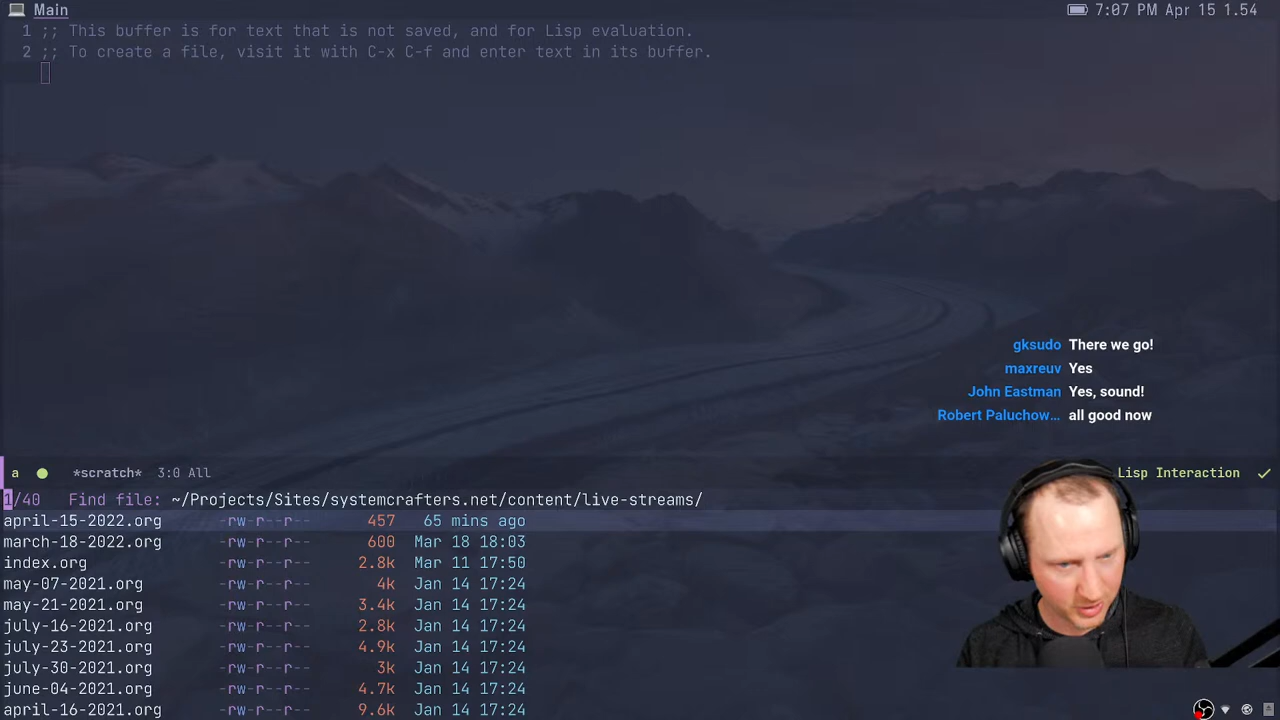 Main
7:07 PM Apr 15 1.54
1 ;; This buffer is for text that is not saved, and for Lisp evaluation.
2 ;; To create a file, visit it with C-x C-f and enter text in its buffer.
gksudo There we go!
maxreuv Yes
John Eastman Yes, sound!
Robert Paluchow… all good now
a *scratch* 3:0 All Lisp Interaction
1/40 Find file: ~/Projects/Sites/systemcrafters.net/content/live-streams/
april-15-2022.org -rw-r--r-- 457 65 mins ago
march-18-2022.org -rw-r--r-- 600 Mar 18 18:03
index.org -rw-r--r-- 2.8k Mar 11 17:50
may-07-2021.org -rw-r--r-- 4k Jan 14 17:24
may-21-2021.org -rw-r--r-- 3.4k Jan 14 17:24
july-16-2021.org -rw-r--r-- 2.8k Jan 14 17:24
july-23-2021.org -rw-r--r-- 4.9k Jan 14 17:24
july-30-2021.org -rw-r--r-- 3k Jan 14 17:24
june-04-2021.org -rw-r--r-- 4.7k Jan 14 17:24
april-16-2021.org -rw-r--r-- 9.6k Jan 14 17:24